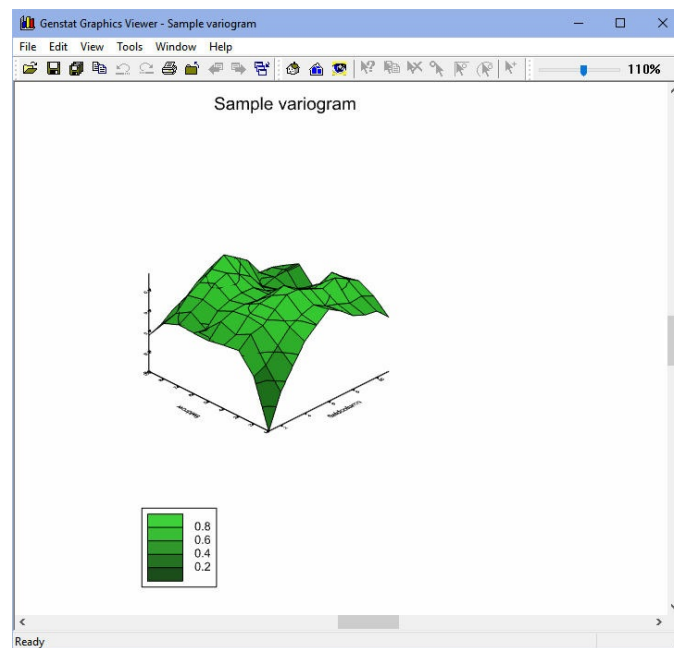 Genstat Graphics Viewer - Sample variogram
File Edit View Tools Window Help
110%
Sample variogram
0.8
0.6
0.4
0.2
Ready